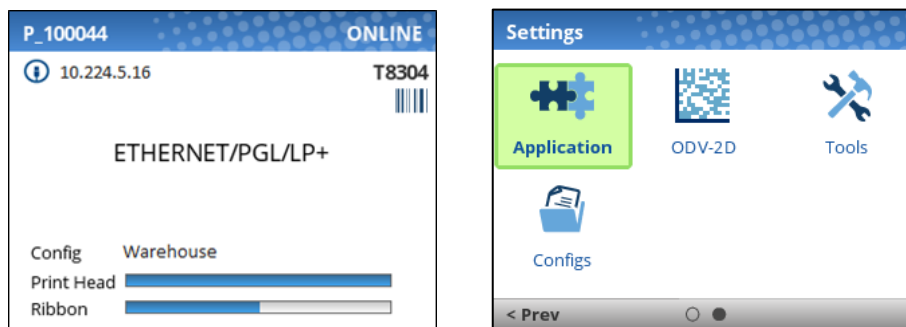 P_100044 ONLINE
10.224.5.16 T8304
ETHERNET/PGL/LP+
Config Warehouse
Print Head
Ribbon
Settings
Application ODV-2D Tools
Configs
< Prev